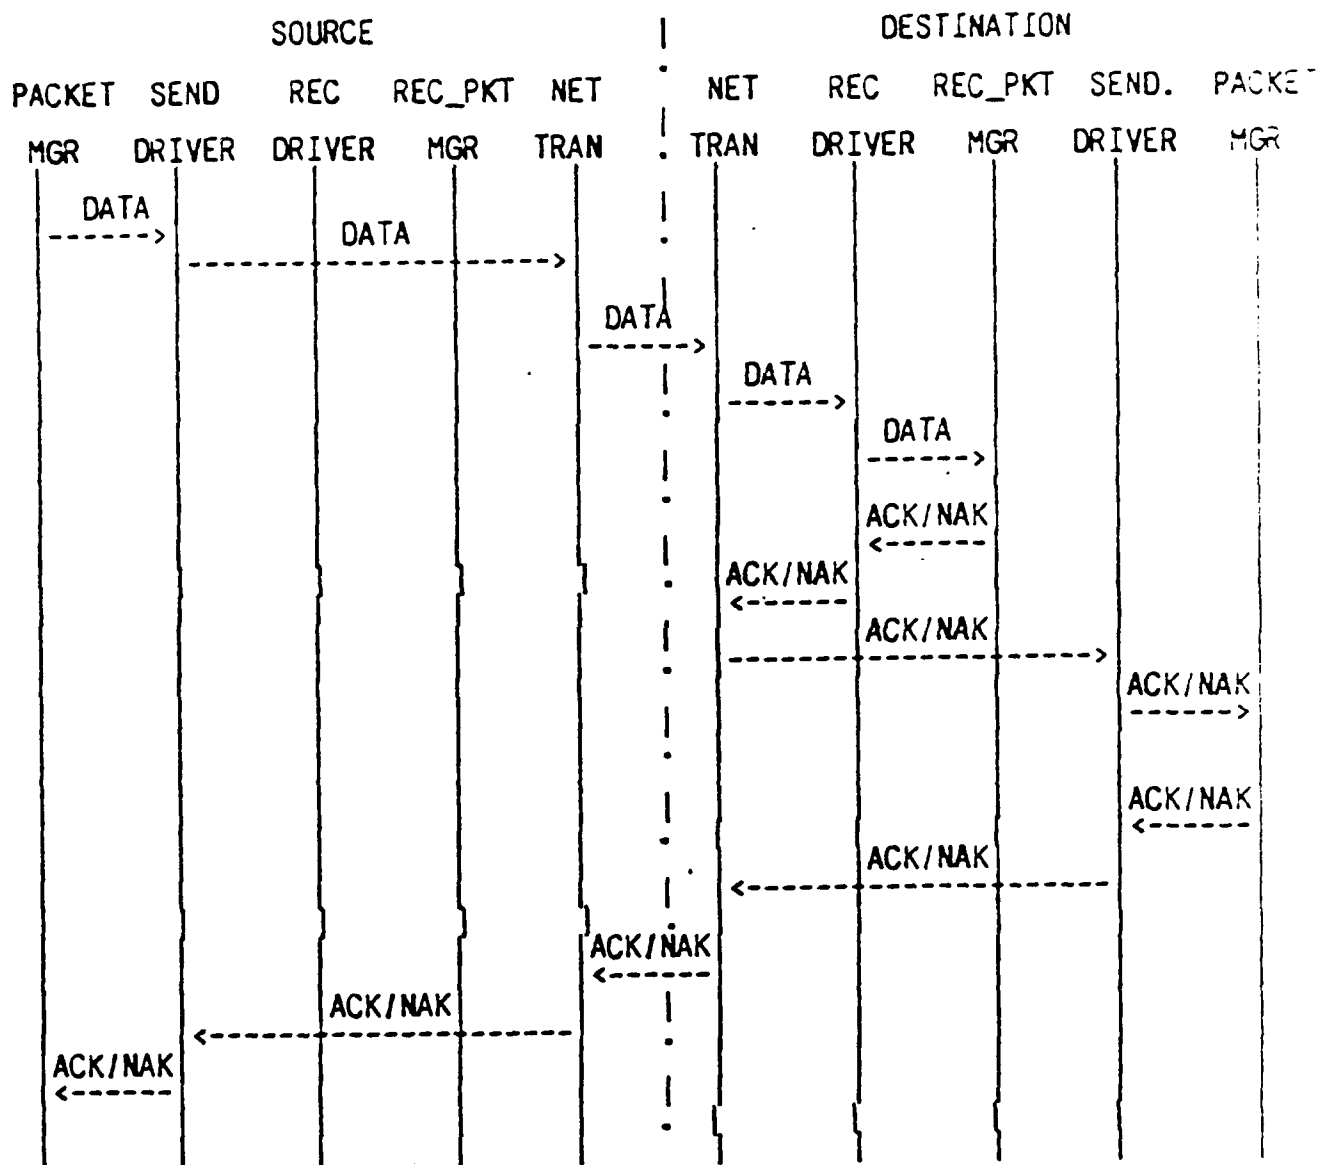 SOURCE DESTINATION
PACKET SEND REC REC_PKT NET NET REC REC_PKT SEND. PACKET
MGR DRIVER DRIVER MGR TRAN TRAN DRIVER MGR DRIVER MGR
DATA
DATA
DATA
DATA
DATA
ACK/NAK
ACK/NAK
ACK/NAK
ACK/NAK
ACK/NAK
ACK/NAK
ACK/NAK
ACK/NAK
ACK/NAK